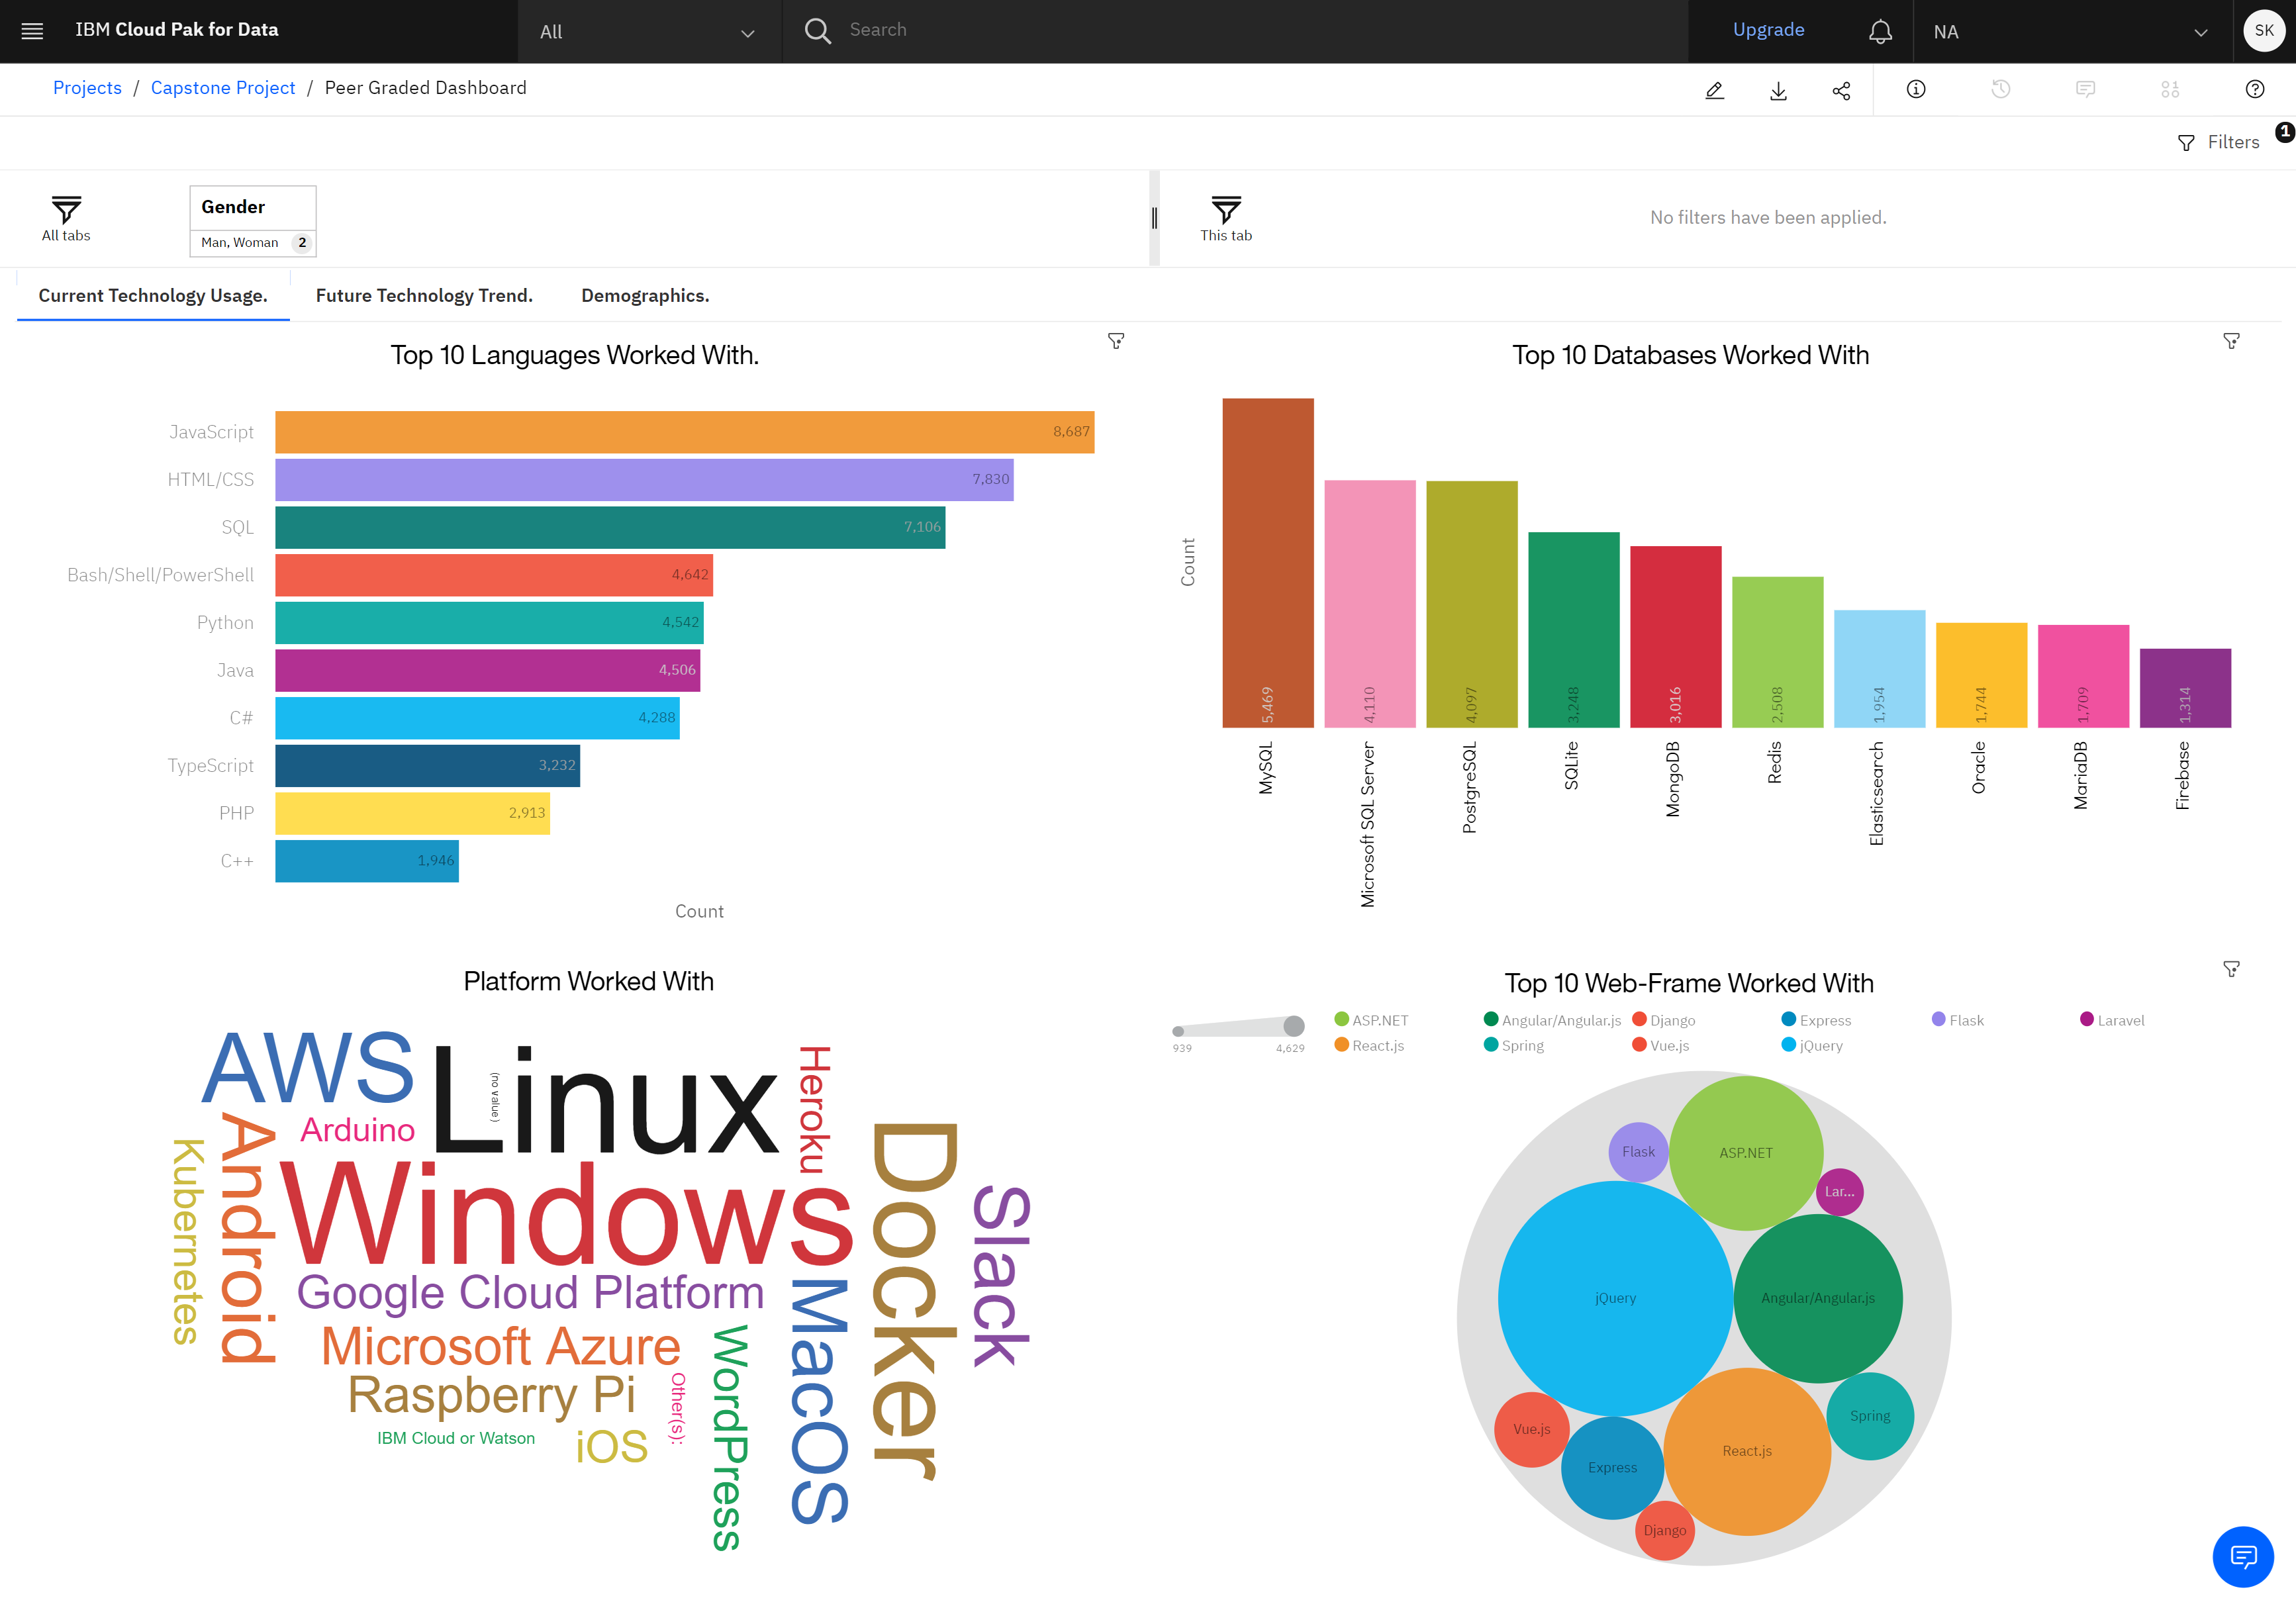 IBM Cloud Pak for Data
All
Search
Upgrade
NA
SK
Projects / Capstone Project / Peer Graded Dashboard
Filters
1
All tabs
Gender
Man, Woman 2
This tab
No filters have been applied.
Current Technology Usage.
Future Technology Trend.
Demographics.
Top 10 Languages Worked With.
JavaScript 8,687
HTML/CSS 7,830
SQL 7,106
Bash/Shell/PowerShell 4,642
Python 4,542
Java 4,506
C# 4,288
TypeScript 3,232
PHP 2,913
C++ 1,946
Count
Top 10 Databases Worked With
Count
5,469
4,110
4,097
3,248
3,016
2,508
1,954
1,744
1,709
1,314
MySQL
Microsoft SQL Server
PostgreSQL
SQLite
MongoDB
Redis
Elasticsearch
Oracle
MariaDB
Firebase
Platform Worked With
AWS
Linux
(no value)
Heroku
Arduino
Android
Kubernetes
Windows
Docker
Slack
Google Cloud Platform
MacOS
Microsoft Azure
WordPress
Raspberry Pi
Other(s):
IBM Cloud or Watson
iOS
Top 10 Web-Frame Worked With
939 4,629
ASP.NET
Angular/Angular.js
Django
Express
Flask
Laravel
React.js
Spring
Vue.js
jQuery
Flask
ASP.NET
Lar...
jQuery
Angular/Angular.js
Vue.js
Express
React.js
Spring
Django